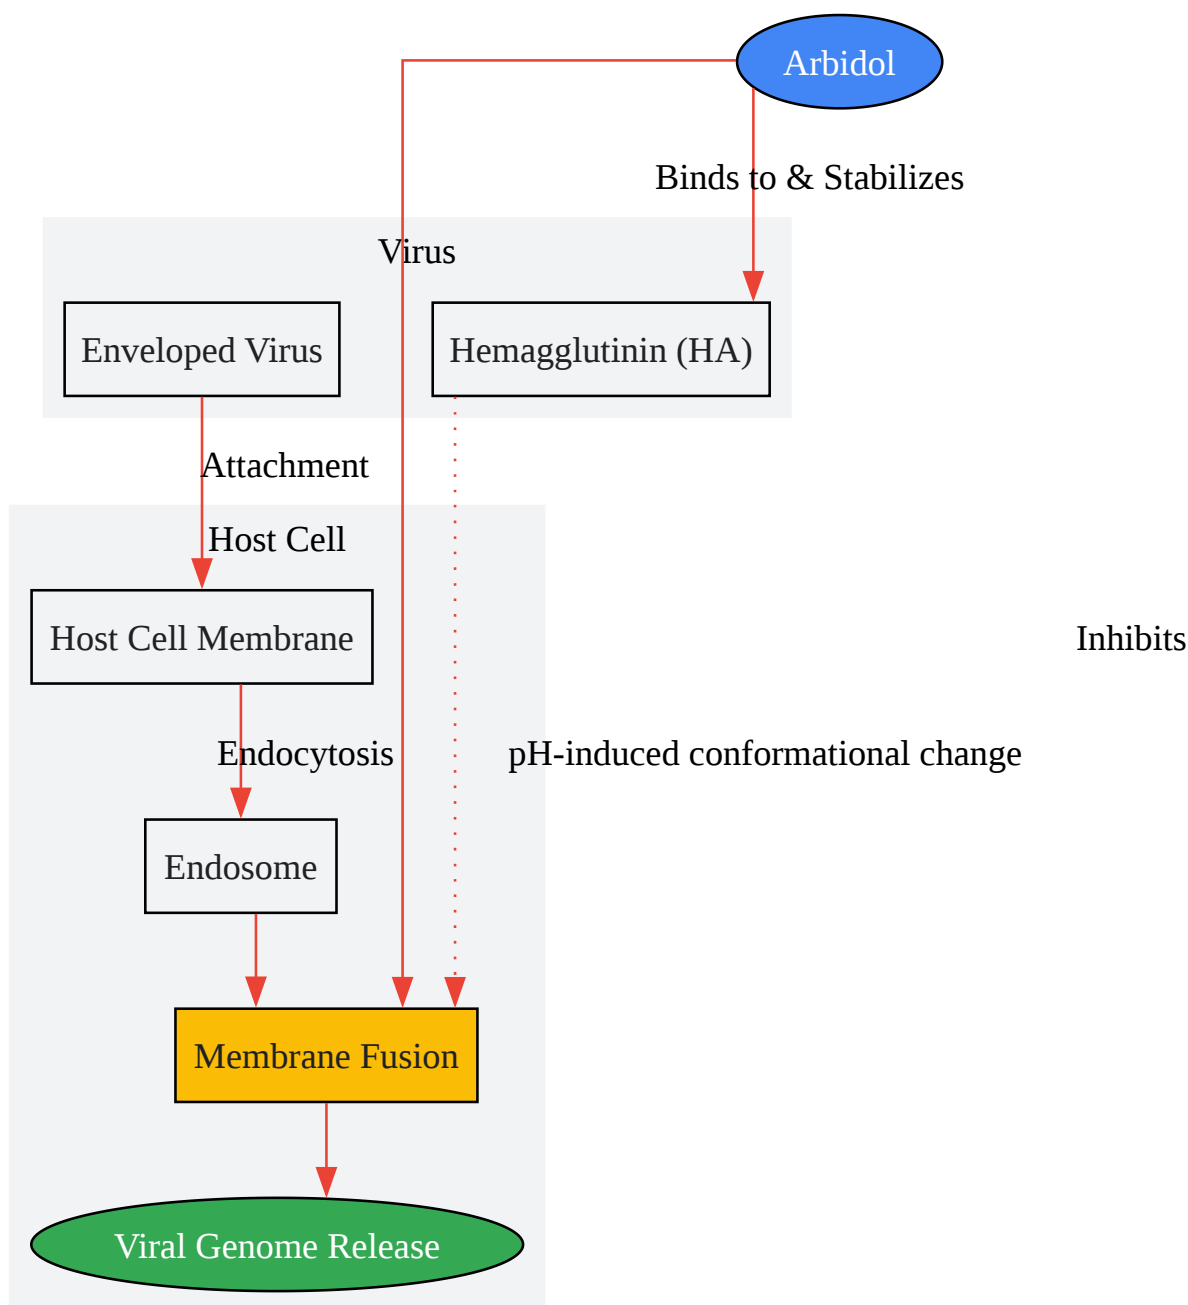 Arbidol
Binds to & Stabilizes
Virus
Enveloped Virus
Hemagglutinin (HA)
Attachment
Host Cell
Host Cell Membrane
Inhibits
Endocytosis
pH-induced conformational change
Endosome
Membrane Fusion
Viral Genome Release